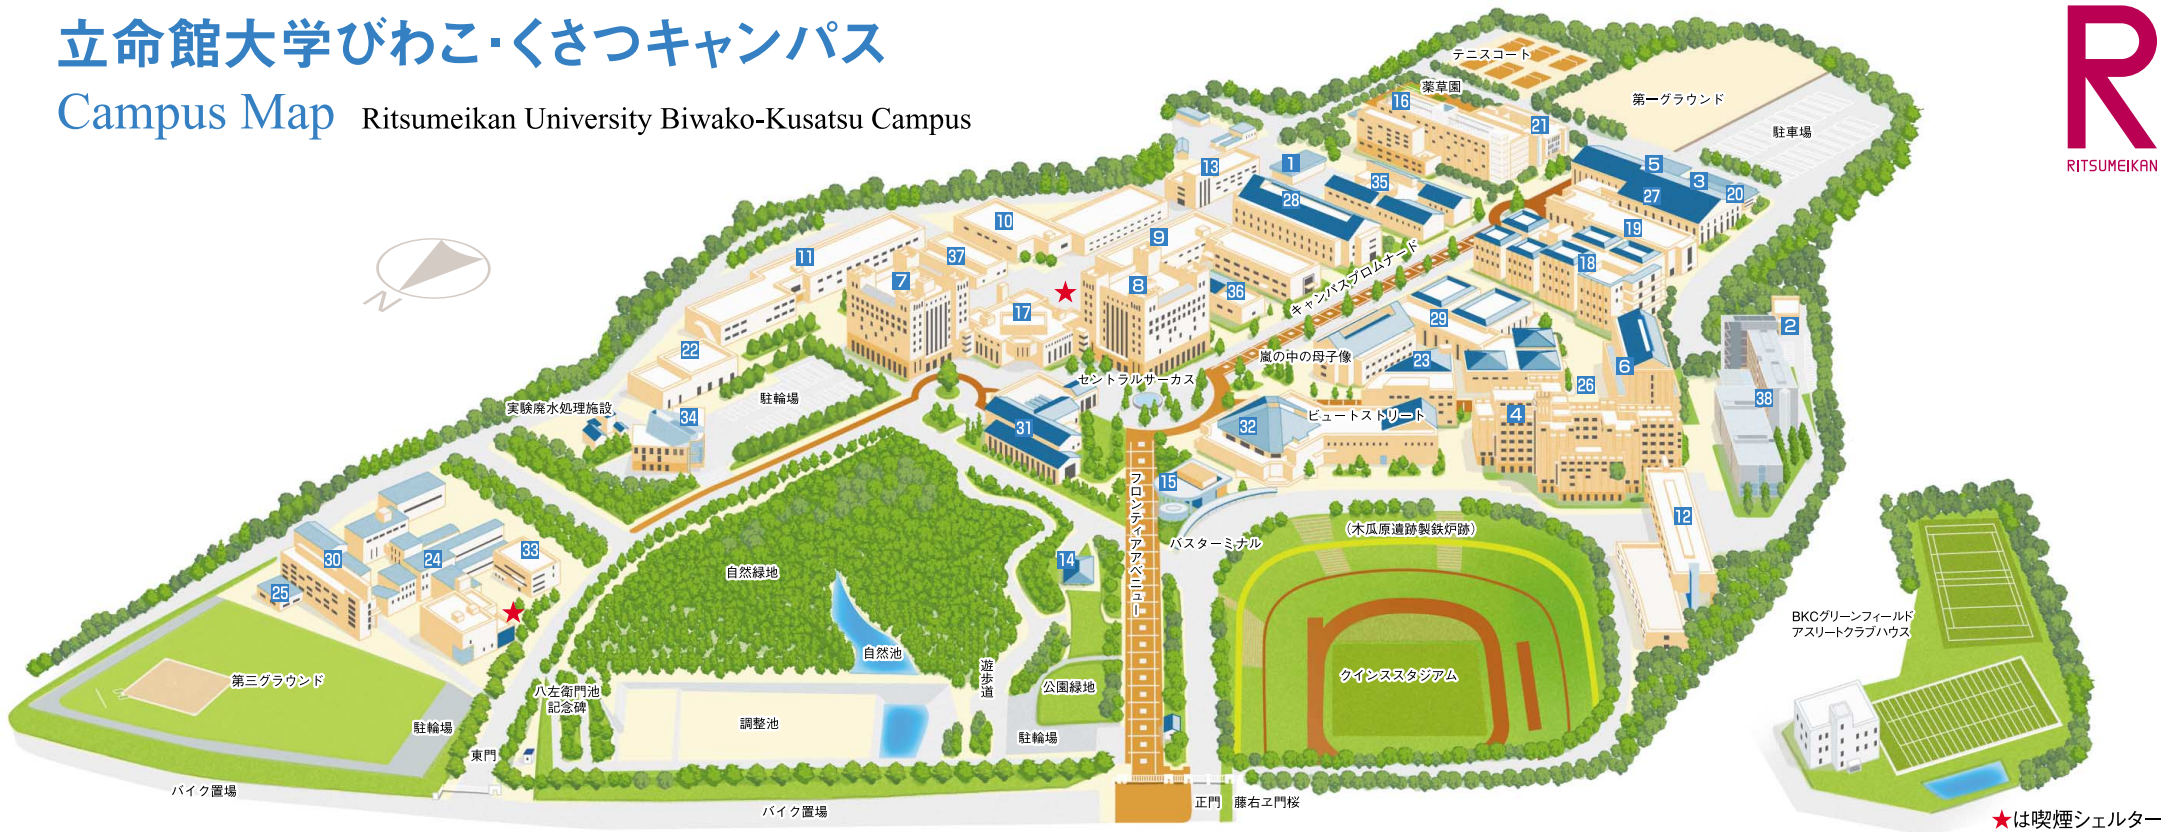 立命館大学びわこ・くさつキャンパス
Campus Map Ritsumeikan University Biwako-Kusatsu Campus
RITSUMEIKAN
テニスコート
薬草園
16
21
第一グラウンド
駐車場
13
1
35
28
5
3
27
20
19
18
10
9
37
11
7
8
17
36
キャンパスプロムナード
29
23
嵐の中の母子像
6
26
2
38
22
セントラルサーカス
駐輪場
実験廃水処理施設
34
31
32
ビュートストリート
4
15
フロンティアアベニュー
バスターミナル
(木瓜原遺跡製鉄炉跡)
12
30
24
33
25
14
自然緑地
自然池
遊歩道
公園緑地
クインススタジアム
BKCグリーンフィールド
アスリートクラブハウス
第三グラウンド
八左衛門池
記念碑
調整池
駐輪場
駐輪場
東門
バイク置場
バイク置場
正門
藤右ヱ門桜
N
★は喫煙シェルター